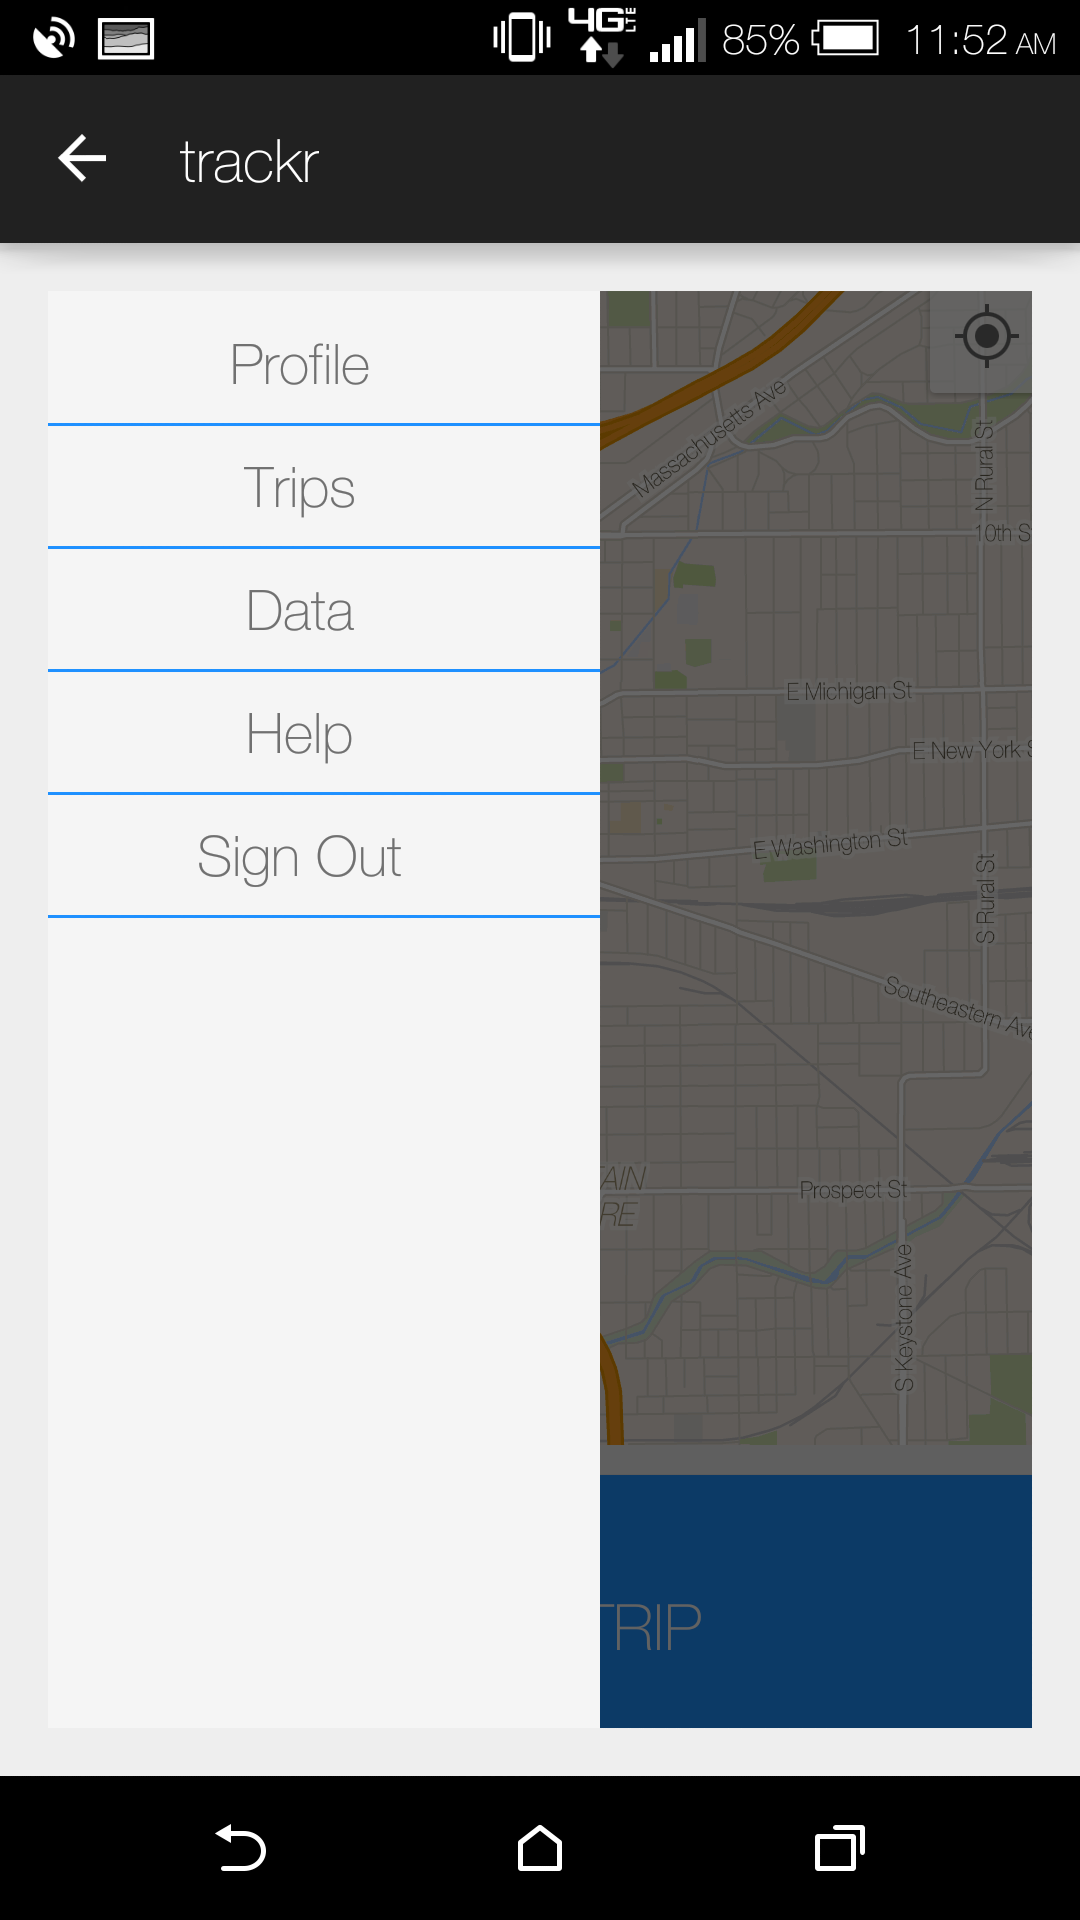 4G LTE 85% 11:52 AM
trackr
Profile
Trips
Data
Help
Sign Out
Massachusetts Ave
N Rural St
10th S
E Michigan St
E New York S
E Washington St
S Rural St
Southeastern Ave
AIN
RE
Prospect St
S Keystone Ave
TRIP